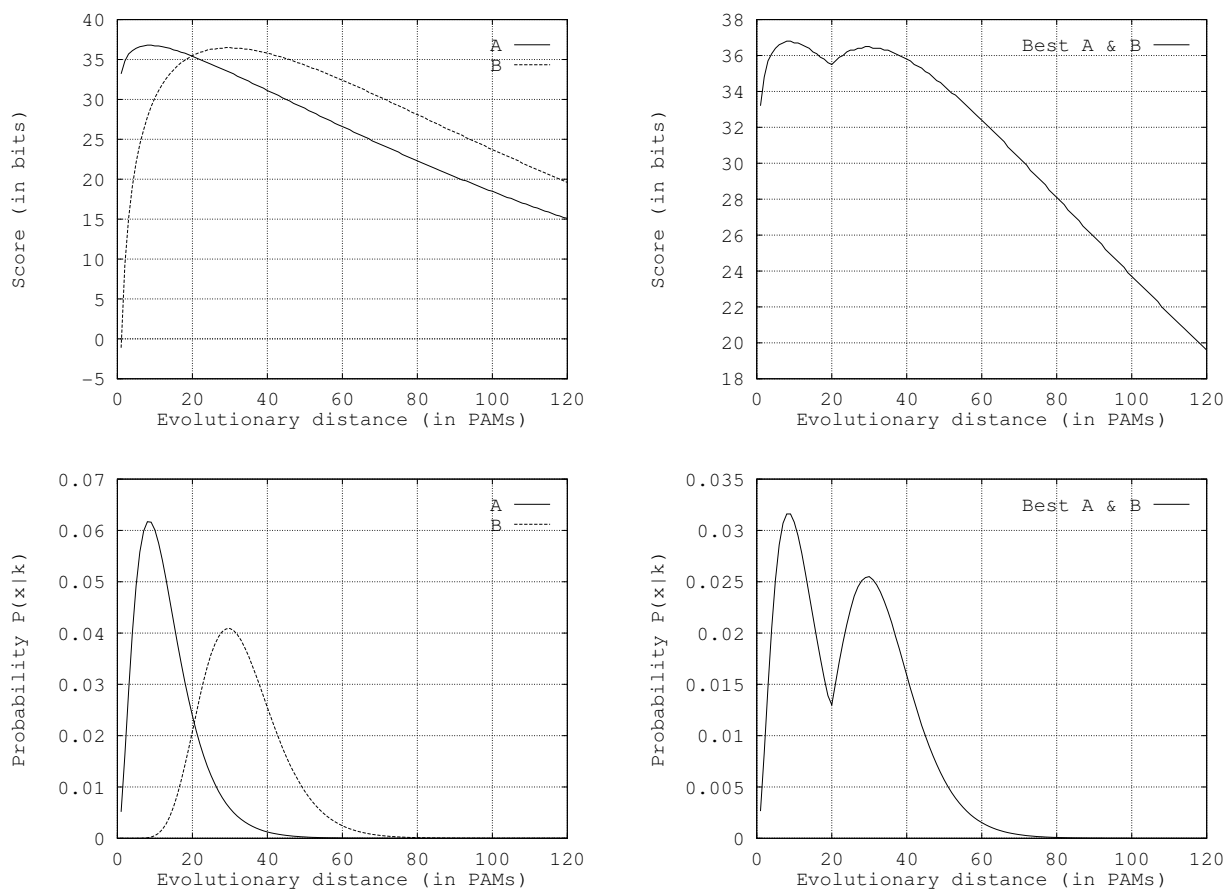 40
35
30
25
20
15
10
5
0
−5
Score (in bits)
A
B
0 20 40 60 80 100 120
Evolutionary distance (in PAMs)
38
36
34
32
30
28
26
24
22
20
18
Score (in bits)
Best A & B
0 20 40 60 80 100 120
Evolutionary distance (in PAMs)
0.07
0.06
0.05
0.04
0.03
0.02
0.01
0
Probability P(x|k)
A
B
0 20 40 60 80 100 120
Evolutionary distance (in PAMs)
0.035
0.03
0.025
0.02
0.015
0.01
0.005
0
Probability P(x|k)
Best A & B
0 20 40 60 80 100 120
Evolutionary distance (in PAMs)